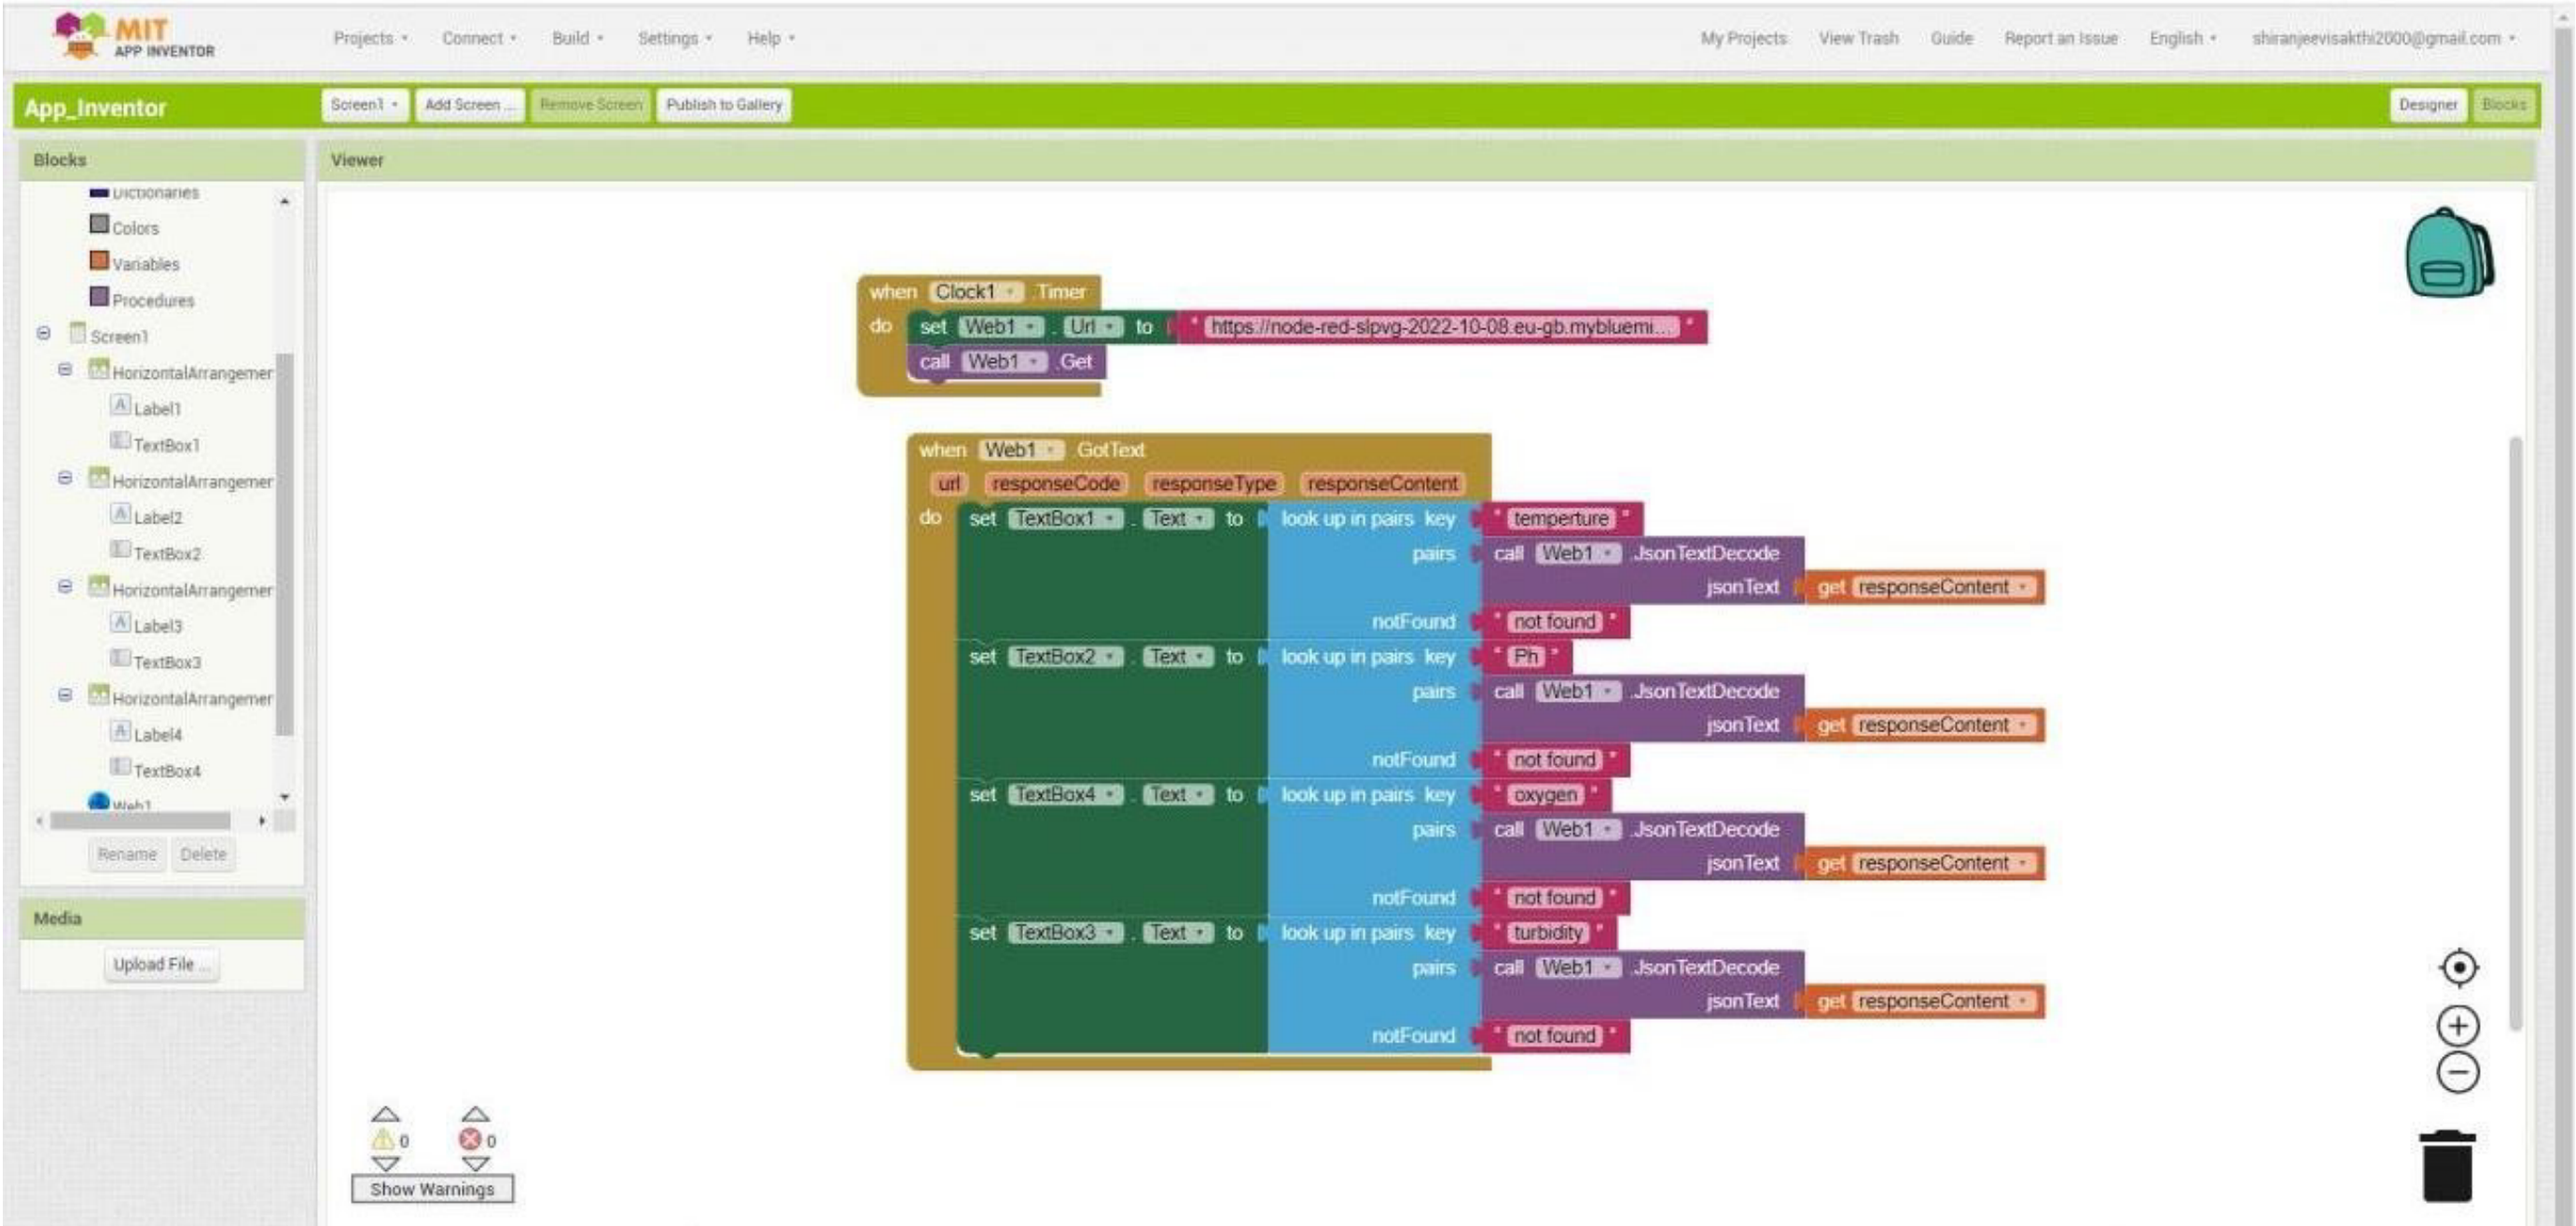 MIT
APP INVENTOR
Projects Connect Build Settings Help My Projects View Trash Guide Report an Issue English shiranjeevisakthi2000@gmail.com
App_Inventor Screen1 Add Screen ... Remove Screen Publish to Gallery Designer Blocks
Blocks Viewer
Dictionaries
Colors
Variables
Procedures
Screen1
HorizontalArrangemer
Label1
TextBox1
HorizontalArrangemer
Label2
TextBox2
HorizontalArrangemer
Label3
TextBox3
HorizontalArrangemer
Label4
TextBox4
Web1
Rename Delete
Media
Upload File ...
when Clock1 .Timer
do set Web1 . Url to " https://node-red-slpvg-2022-10-08.eu-gb.mybluemi... "
call Web1 .Get
when Web1 .GotText
url responseCode responseType responseContent
do set TextBox1 . Text to look up in pairs key " temperture "
pairs call Web1 .JsonTextDecode
jsonText get responseContent
notFound " not found "
set TextBox2 . Text to look up in pairs key " Ph "
pairs call Web1 .JsonTextDecode
jsonText get responseContent
notFound " not found "
set TextBox4 . Text to look up in pairs key " oxygen "
pairs call Web1 .JsonTextDecode
jsonText get responseContent
notFound " not found "
set TextBox3 . Text to look up in pairs key " turbidity "
pairs call Web1 .JsonTextDecode
jsonText get responseContent
notFound " not found "
0 0
Show Warnings